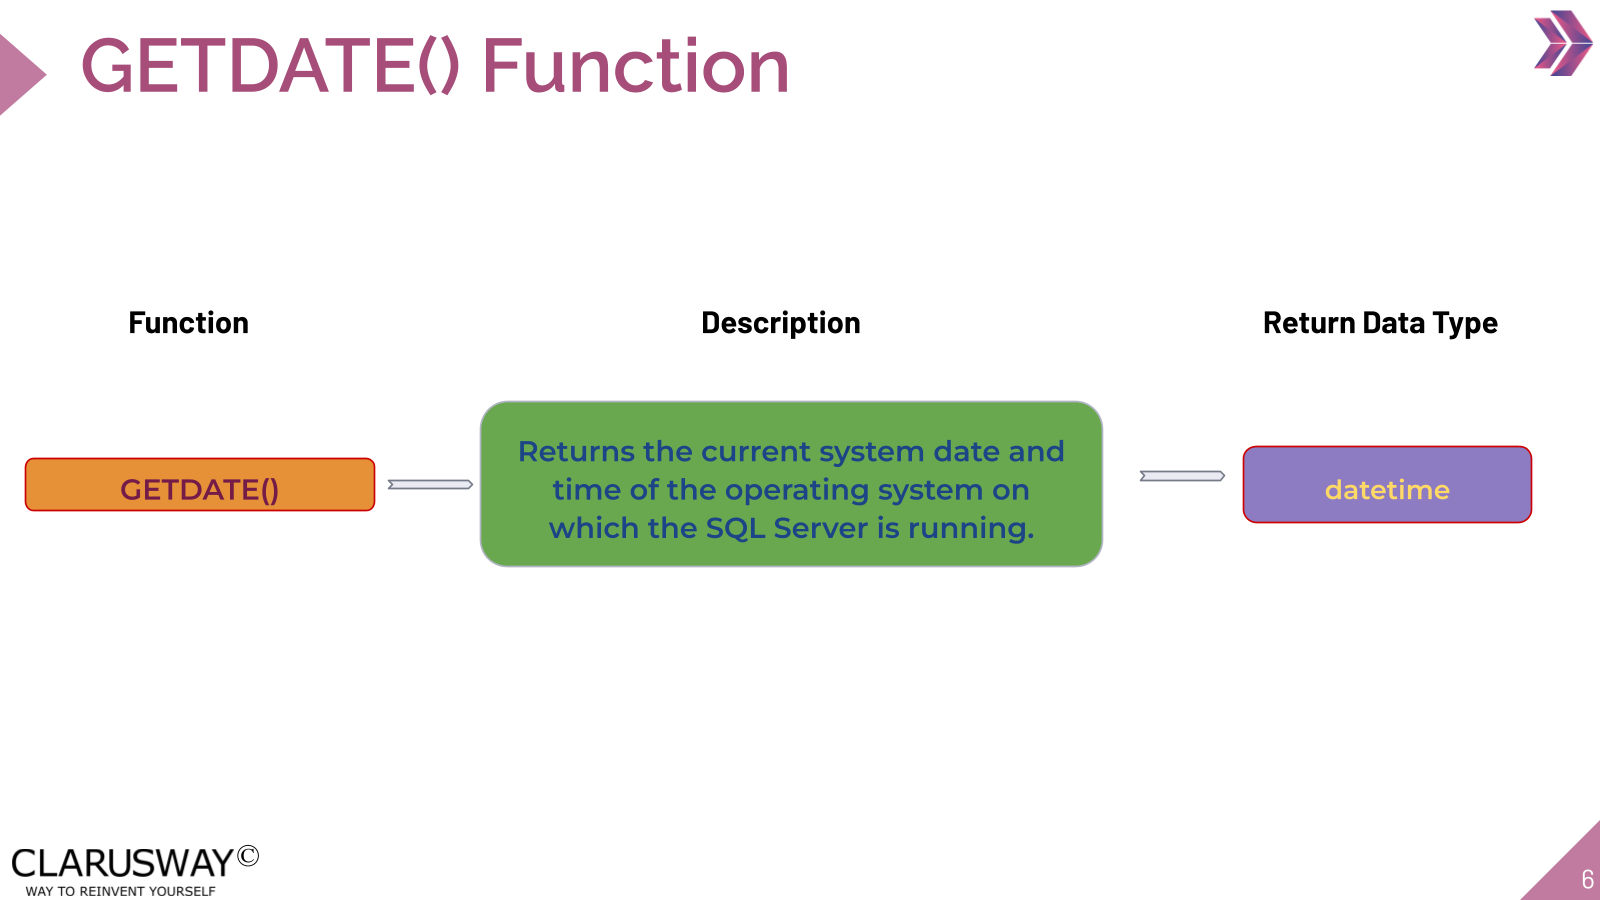 GETDATE() Function
Function
Description
Return Data Type
GETDATE()
Returns the current system date and
time of the operating system on
which the SQL Server is running.
datetime
CLARUSWAY©
WAY TO REINVENT YOURSELF
6